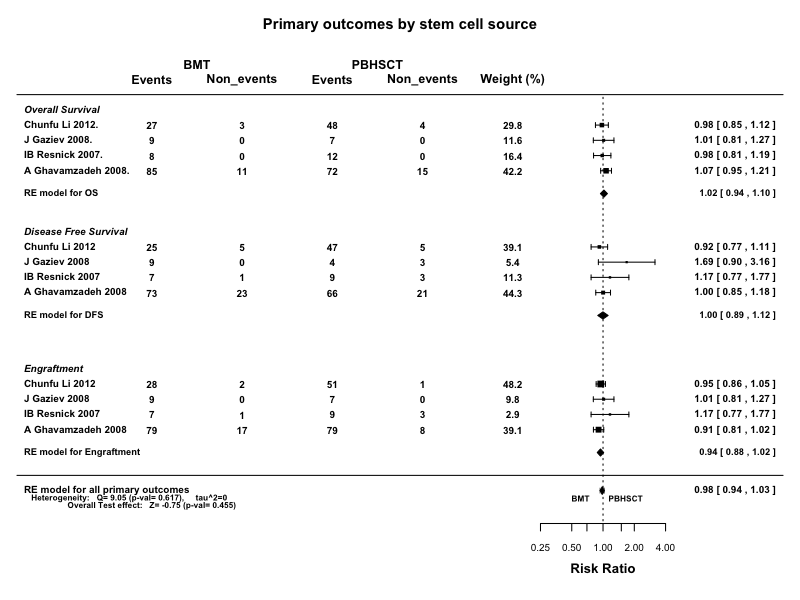 Primary outcomes by stem cell source
BMT PBHSCT
Events Non_events Events Non_events Weight (%)
Overall Survival
Chunfu Li 2012. 27 3 48 4 29.8 0.98 [ 0.85 , 1.12 ]
J Gaziev 2008. 9 0 7 0 11.6 1.01 [ 0.81 , 1.27 ]
IB Resnick 2007. 8 0 12 0 16.4 0.98 [ 0.81 , 1.19 ]
A Ghavamzadeh 2008. 85 11 72 15 42.2 1.07 [ 0.95 , 1.21 ]
RE model for OS 1.02 [ 0.94 , 1.10 ]
Disease Free Survival
Chunfu Li 2012 25 5 47 5 39.1 0.92 [ 0.77 , 1.11 ]
J Gaziev 2008 9 0 4 3 5.4 1.69 [ 0.90 , 3.16 ]
IB Resnick 2007 7 1 9 3 11.3 1.17 [ 0.77 , 1.77 ]
A Ghavamzadeh 2008 73 23 66 21 44.3 1.00 [ 0.85 , 1.18 ]
RE model for DFS 1.00 [ 0.89 , 1.12 ]
Engraftment
Chunfu Li 2012 28 2 51 1 48.2 0.95 [ 0.86 , 1.05 ]
J Gaziev 2008 9 0 7 0 9.8 1.01 [ 0.81 , 1.27 ]
IB Resnick 2007 7 1 9 3 2.9 1.17 [ 0.77 , 1.77 ]
A Ghavamzadeh 2008 79 17 79 8 39.1 0.91 [ 0.81 , 1.02 ]
RE model for Engraftment 0.94 [ 0.88 , 1.02 ]
RE model for all primary outcomes 0.98 [ 0.94 , 1.03 ]
Heterogeneity: Q= 9.05 (p-val= 0.617), tau^2=0 BMT PBHSCT
Overall Test effect: Z= -0.75 (p-val= 0.455)
0.25 0.50 1.00 2.00 4.00
Risk Ratio